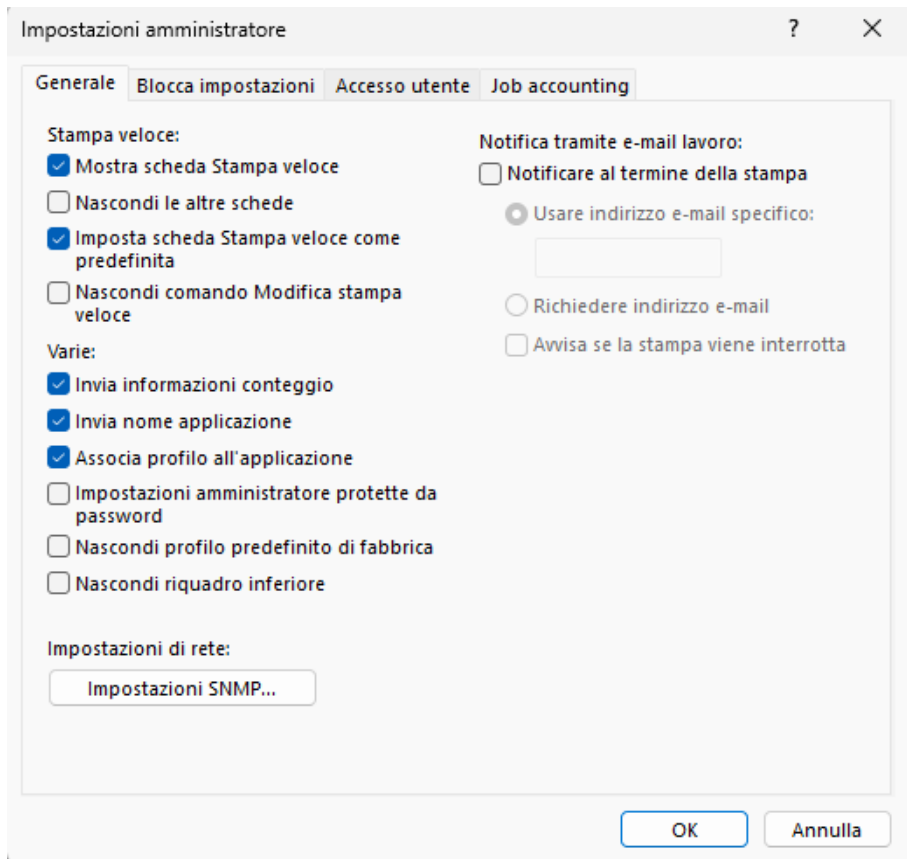 Impostazioni amministratore
?
Generale
Blocca impostazioni
Accesso utente
Job accounting
Stampa veloce:
Mostra scheda Stampa veloce
Nascondi le altre schede
Imposta scheda Stampa veloce come
predefinita
Nascondi comando Modifica stampa
veloce
Varie:
Invia informazioni conteggio
Invia nome applicazione
Associa profilo all'applicazione
Impostazioni amministratore protette da
password
Nascondi profilo predefinito di fabbrica
Nascondi riquadro inferiore
Impostazioni di rete:
Impostazioni SNMP...
Notifica tramite e-mail lavoro:
Notificare al termine della stampa
Usare indirizzo e-mail specifico:
Richiedere indirizzo e-mail
Avvisa se la stampa viene interrotta
OK
Annulla